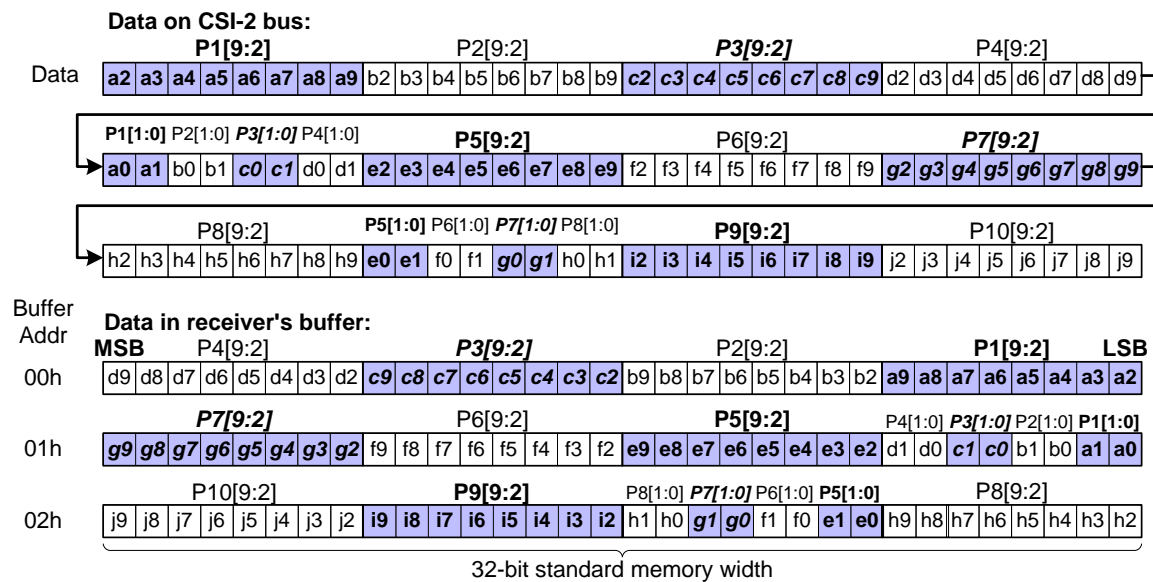 Data on CSI-2 bus:
P1[9:2] P2[9:2] P3[9:2] P4[9:2]
Data a2 a3 a4 a5 a6 a7 a8 a9 b2 b3 b4 b5 b6 b7 b8 b9 c2 c3 c4 c5 c6 c7 c8 c9 d2 d3 d4 d5 d6 d7 d8 d9
P1[1:0] P2[1:0] P3[1:0] P4[1:0] P5[9:2] P6[9:2] P7[9:2]
a0 a1 b0 b1 c0 c1 d0 d1 e2 e3 e4 e5 e6 e7 e8 e9 f2 f3 f4 f5 f6 f7 f8 f9 g2 g3 g4 g5 g6 g7 g8 g9
P8[9:2] P5[1:0] P6[1:0] P7[1:0] P8[1:0] P9[9:2] P10[9:2]
h2 h3 h4 h5 h6 h7 h8 h9 e0 e1 f0 f1 g0 g1 h0 h1 i2 i3 i4 i5 i6 i7 i8 i9 j2 j3 j4 j5 j6 j7 j8 j9
Buffer
Addr
Data in receiver's buffer:
MSB P4[9:2] P3[9:2] P2[9:2] P1[9:2] LSB
00h d9 d8 d7 d6 d5 d4 d3 d2 c9 c8 c7 c6 c5 c4 c3 c2 b9 b8 b7 b6 b5 b4 b3 b2 a9 a8 a7 a6 a5 a4 a3 a2
P7[9:2] P6[9:2] P5[9:2] P4[1:0] P3[1:0] P2[1:0] P1[1:0]
01h g9 g8 g7 g6 g5 g4 g3 g2 f9 f8 f7 f6 f5 f4 f3 f2 e9 e8 e7 e6 e5 e4 e3 e2 d1 d0 c1 c0 b1 b0 a1 a0
P10[9:2] P9[9:2] P8[1:0] P7[1:0] P6[1:0] P5[1:0] P8[9:2]
02h j9 j8 j7 j6 j5 j4 j3 j2 i9 i8 i7 i6 i5 i4 i3 i2 h1 h0 g1 g0 f1 f0 e1 e0 h9 h8 h7 h6 h5 h4 h3 h2
32-bit standard memory width